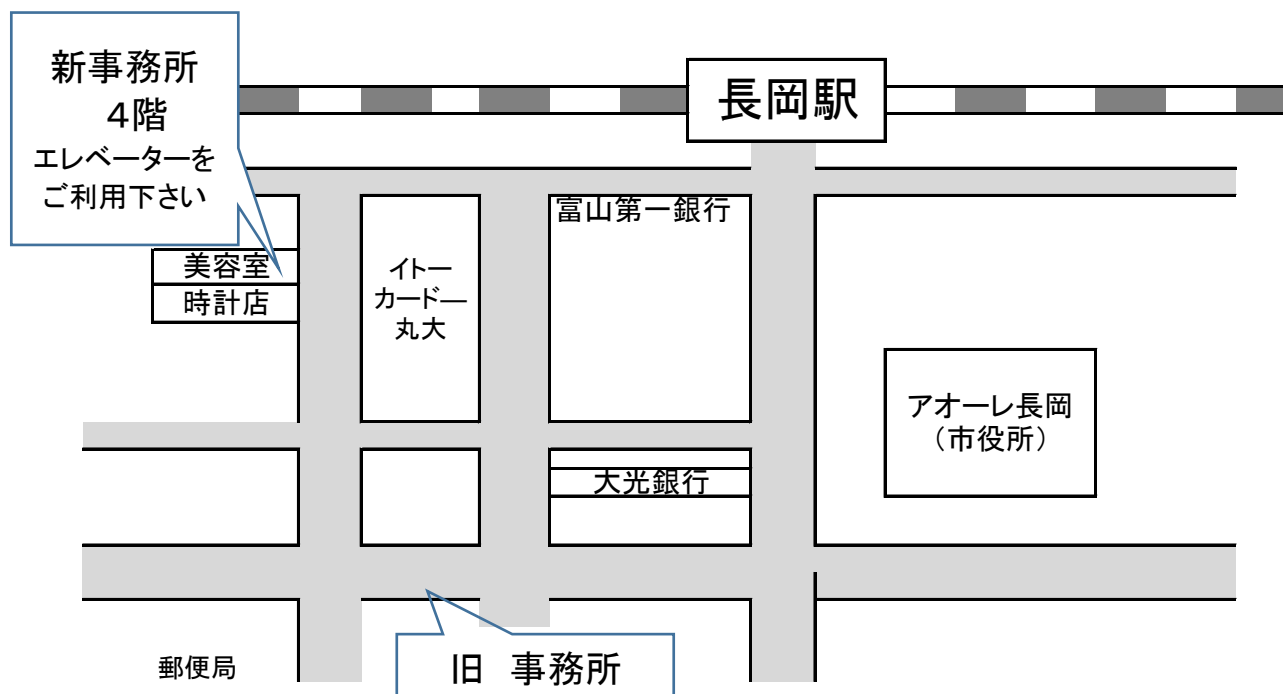 新事務所
４階
エレベーターを
ご利用下さい
長岡駅
富山第一銀行
美容室
時計店
イトー
カードー
丸大
アオーレ長岡
（市役所）
大光銀行
郵便局
旧　事務所